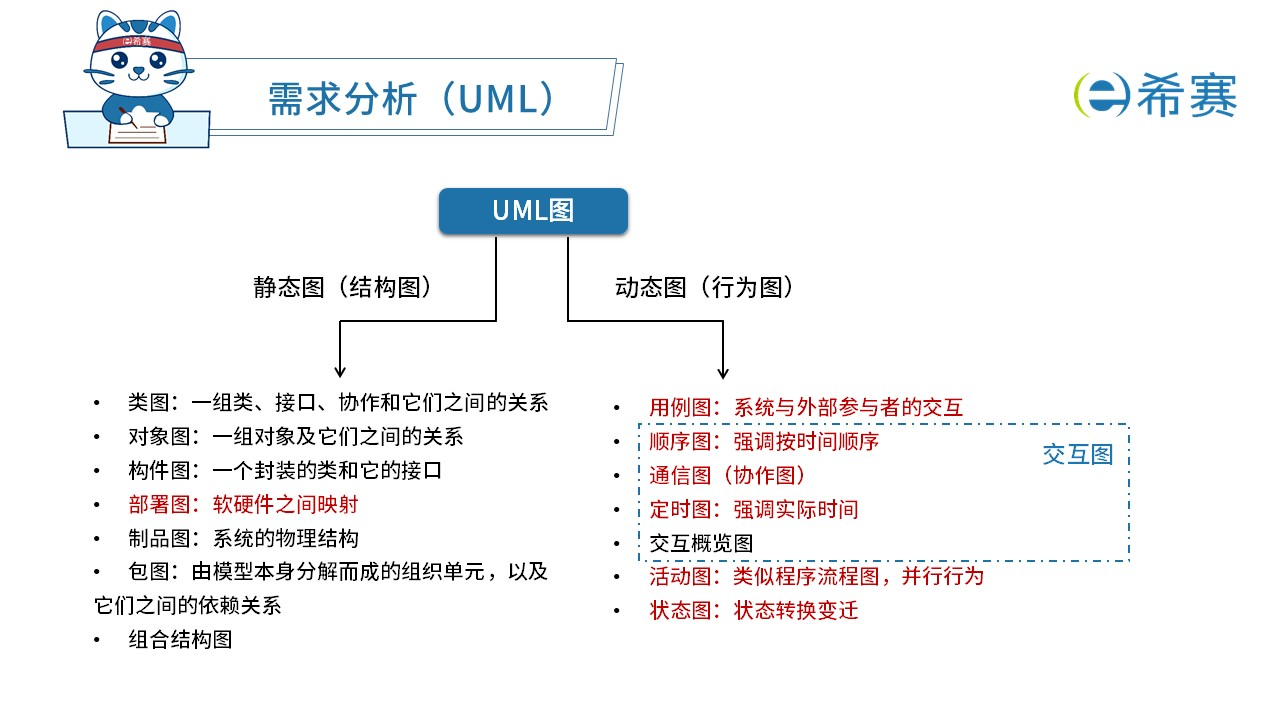 希赛
需求分析（UML）
希赛
UML图
静态图（结构图）
动态图（行为图）
• 类图：一组类、接口、协作和它们之间的关系
• 对象图：一组对象及它们之间的关系
• 构件图：一个封装的类和它的接口
• 部署图：软硬件之间映射
• 制品图：系统的物理结构
• 包图：由模型本身分解而成的组织单元，以及
它们之间的依赖关系
• 组合结构图
• 用例图：系统与外部参与者的交互
• 顺序图：强调按时间顺序
• 通信图（协作图）
• 定时图：强调实际时间
• 交互概览图
交互图
• 活动图：类似程序流程图，并行行为
• 状态图：状态转换变迁